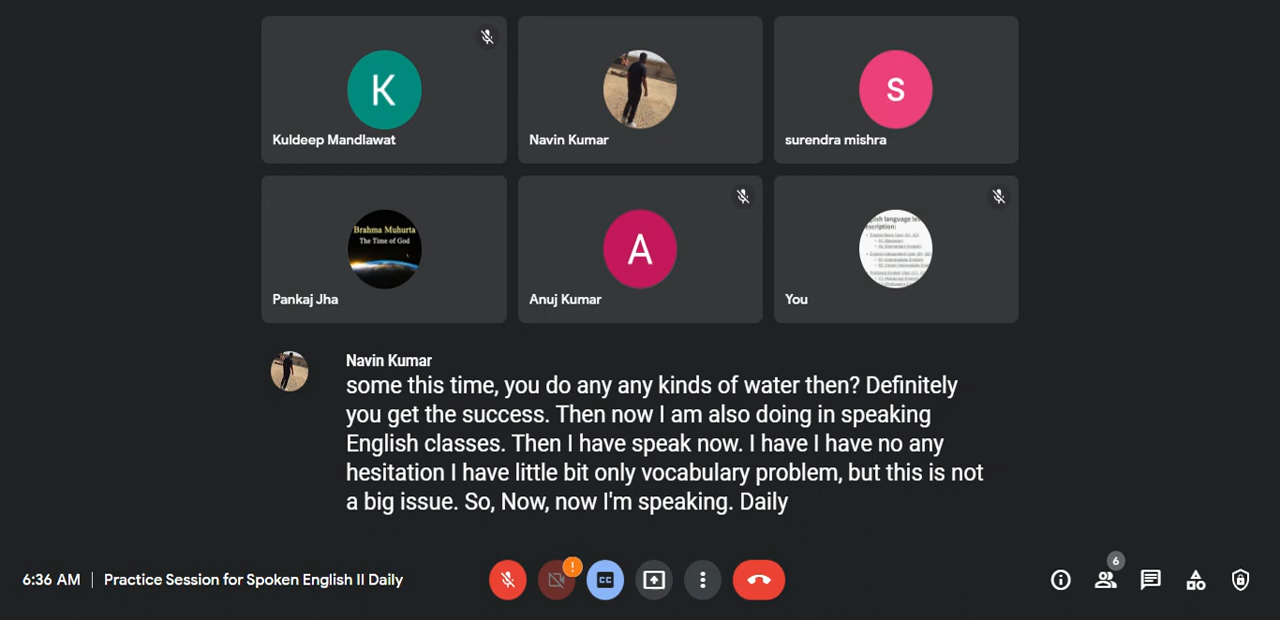 K
Kuldeep Mandlawat
Navin Kumar
S
surendra mishra
Brahma Muhurta
The Time of God
Pankaj Jha
A
Anuj Kumar
You
Navin Kumar
some this time, you do any any kinds of water then? Definitely
you get the success. Then now I am also doing in speaking
English classes. Then I have speak now. I have I have no any
hesitation I have little bit only vocabulary problem, but this is not
a big issue. So, Now, now I'm speaking. Daily
6:36 AM | Practice Session for Spoken English II Daily
!
CC
6